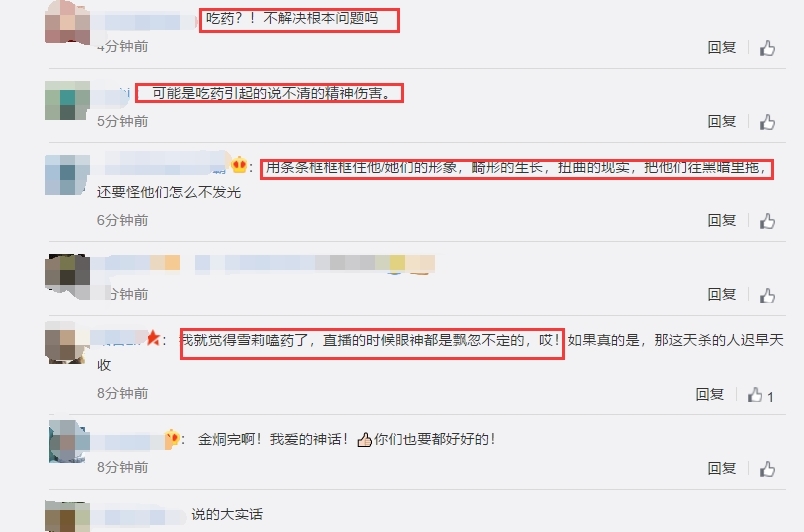 吃药？！不解决根本问题吗
4分钟前
回复
可能是吃药引起的说不清的精神伤害。
5分钟前
回复
：用条条框框框住他/她们的形象，畸形的生长，扭曲的现实，把他们往黑暗里拖，
还要怪他们怎么不发光
6分钟前
回复
分钟前
回复
：我就觉得雪莉嗑药了，直播的时候眼神都是飘忽不定的，哎！如果真的是，那这天杀的人迟早天
收
8分钟前
回复 1
：金烔完啊！我爱的神话！👍你们也要都好好的！
8分钟前
回复
说的大实话